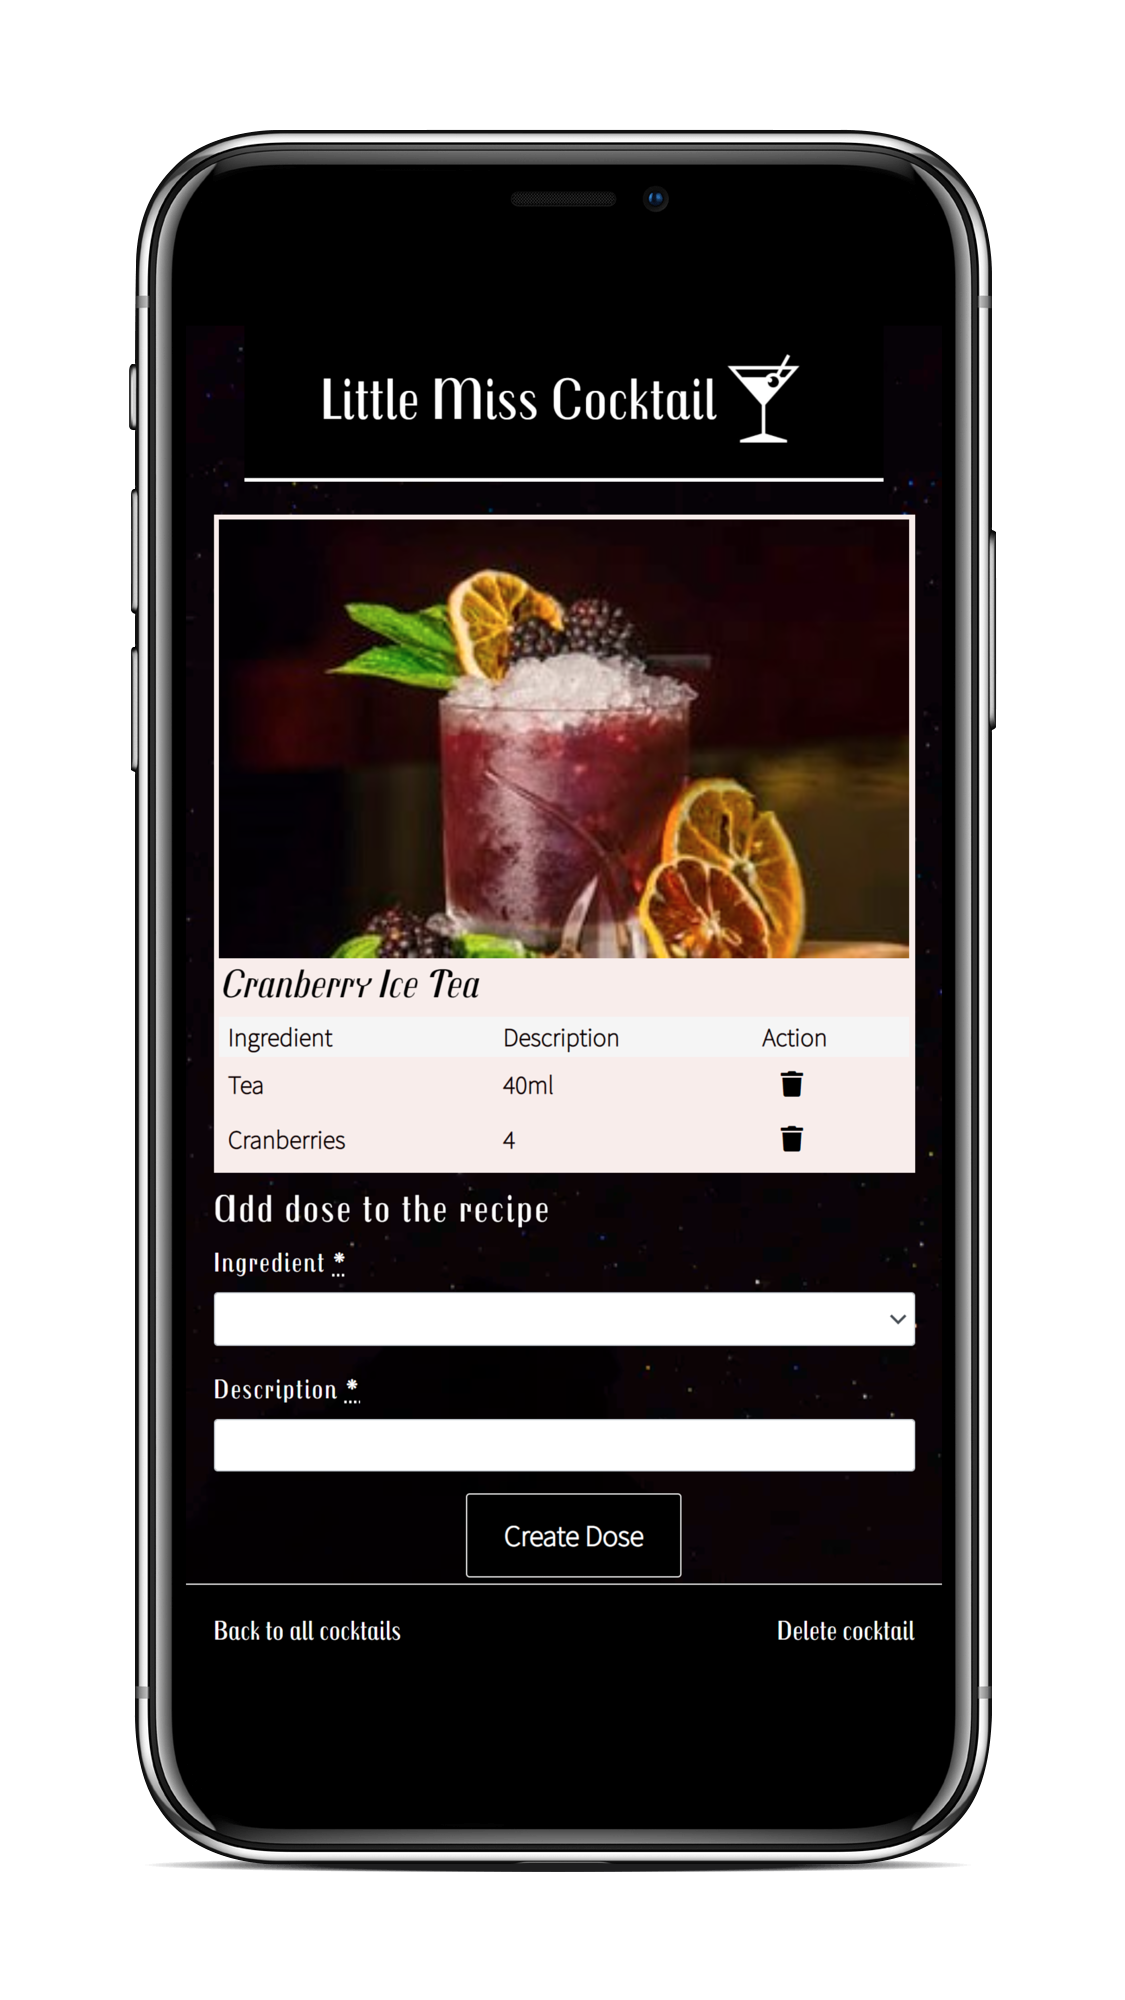 Little Miss Cocktail
Cranberry Ice Tea
Ingredient Description Action
Tea 40ml
Cranberries 4
Add dose to the recipe
Ingredient *
Description *
Create Dose
Back to all cocktails Delete cocktail